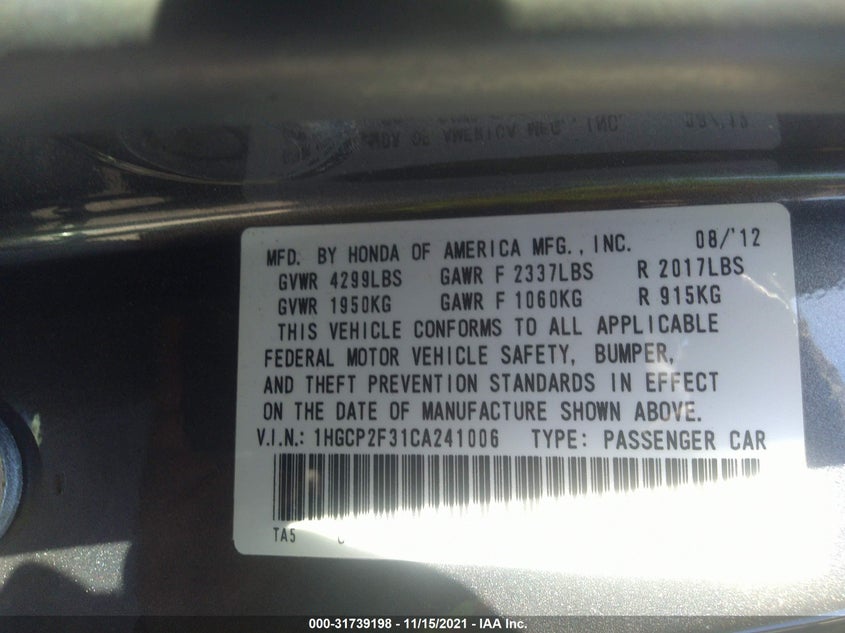 MFD. BY HONDA OF AMERICA MFG., INC. 08/'12
GVWR 4299LBS GAWR F 2337LBS R 2017LBS
GVWR 1950KG GAWR F 1060KG R 915KG
THIS VEHICLE CONFORMS TO ALL APPLICABLE
FEDERAL MOTOR VEHICLE SAFETY, BUMPER,
AND THEFT PREVENTION STANDARDS IN EFFECT
ON THE DATE OF MANUFACTURE SHOWN ABOVE.
V.I.N.: 1HGCP2F31CA241006 TYPE: PASSENGER CAR
TA5
000-31739198 - 11/15/2021 - IAA Inc.